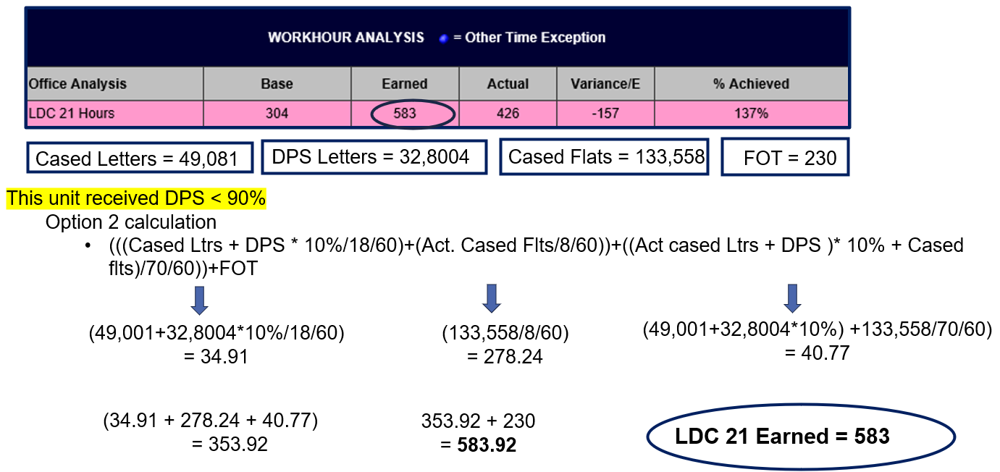 WORKHOUR ANALYSIS = Other Time Exception
Office Analysis Base Earned Actual Variance/E % Achieved
LDC 21 Hours 304 583 426 -157 137%
Cased Letters = 49,081 DPS Letters = 32,8004 Cased Flats = 133,558 FOT = 230
This unit received DPS < 90%
Option 2 calculation
• (((Cased Ltrs + DPS * 10%/18/60)+(Act. Cased Flts/8/60))+((Act cased Ltrs + DPS )* 10% + Cased
flts)/70/60))+FOT
(49,001+32,8004*10%/18/60) (133,558/8/60) (49,001+32,8004*10%) +133,558/70/60)
= 34.91 = 278.24 = 40.77
(34.91 + 278.24 + 40.77) 353.92 + 230
= 353.92 = 583.92
LDC 21 Earned = 583